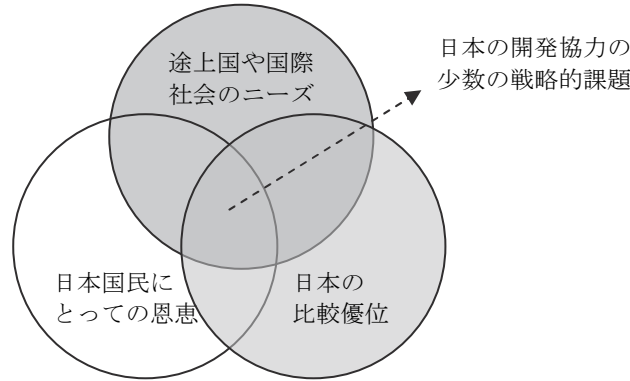 途上国や国際
社会のニーズ
日本の開発協力の
少数の戦略的課題
日本国民に
とっての恩恵
日本の
比較優位